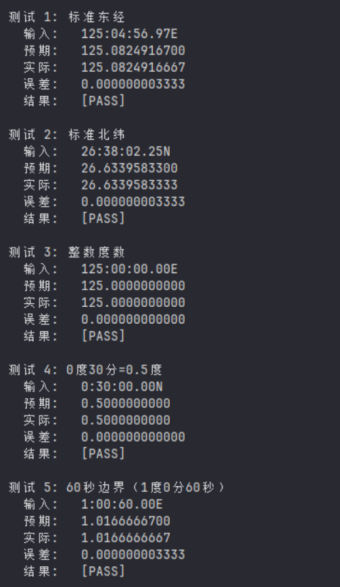 测试 1: 标准东经
输入: 125:04:56.97E
预期: 125.0824916700
实际: 125.0824916667
误差: 0.000000003333
结果: [PASS]
测试 2: 标准北纬
输入: 26:38:02.25N
预期: 26.6339583300
实际: 26.6339583333
误差: 0.000000003333
结果: [PASS]
测试 3: 整数度数
输入: 125:00:00.00E
预期: 125.0000000000
实际: 125.0000000000
误差: 0.000000000000
结果: [PASS]
测试 4: 0度30分=0.5度
输入: 0:30:00.00N
预期: 0.5000000000
实际: 0.5000000000
误差: 0.000000000000
结果: [PASS]
测试 5: 60秒边界（1度0分60秒）
输入: 1:00:60.00E
预期: 1.0166666700
实际: 1.0166666667
误差: 0.000000003333
结果: [PASS]